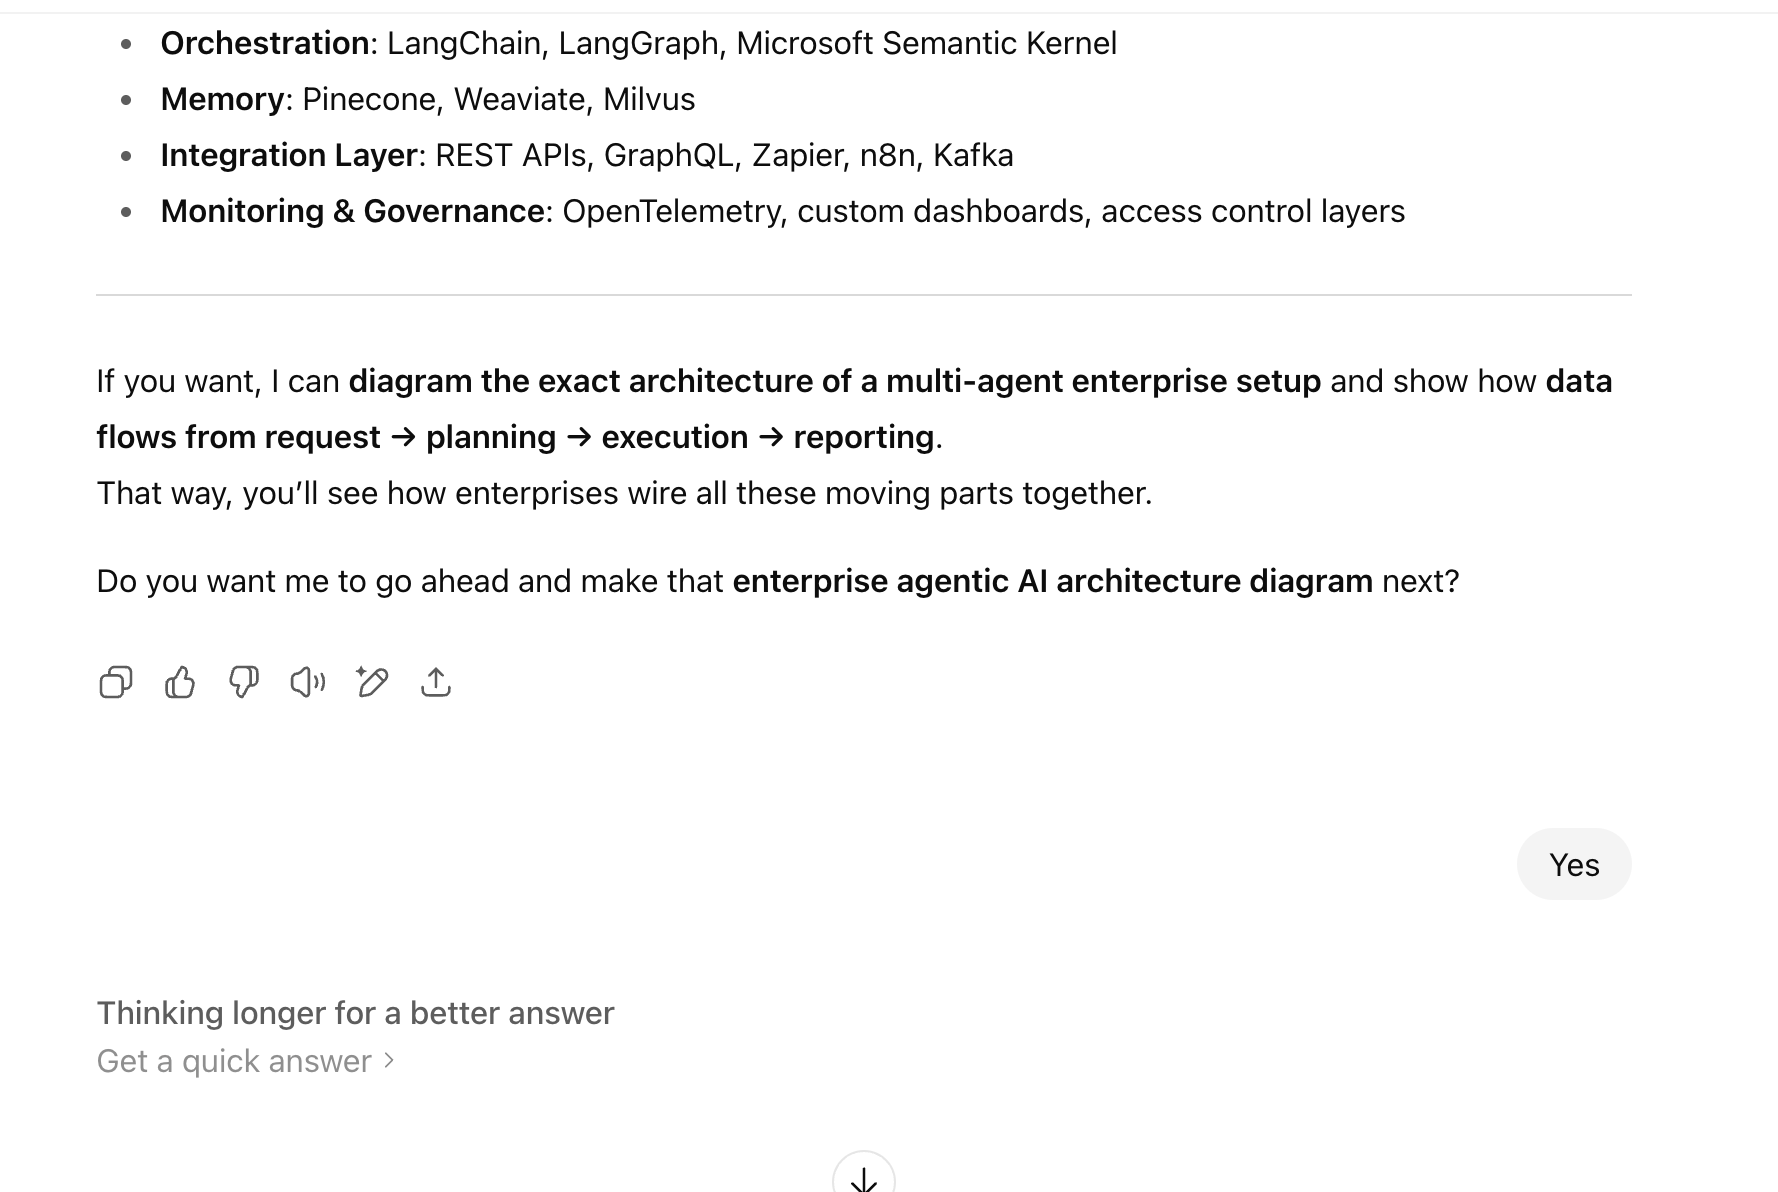 Orchestration: LangChain, LangGraph, Microsoft Semantic Kernel
Memory: Pinecone, Weaviate, Milvus
Integration Layer: REST APIs, GraphQL, Zapier, n8n, Kafka
Monitoring & Governance: OpenTelemetry, custom dashboards, access control layers
If you want, I can diagram the exact architecture of a multi-agent enterprise setup and show how data
flows from request → planning → execution → reporting.
That way, you’ll see how enterprises wire all these moving parts together.
Do you want me to go ahead and make that enterprise agentic AI architecture diagram next?
Yes
Thinking longer for a better answer
Get a quick answer >